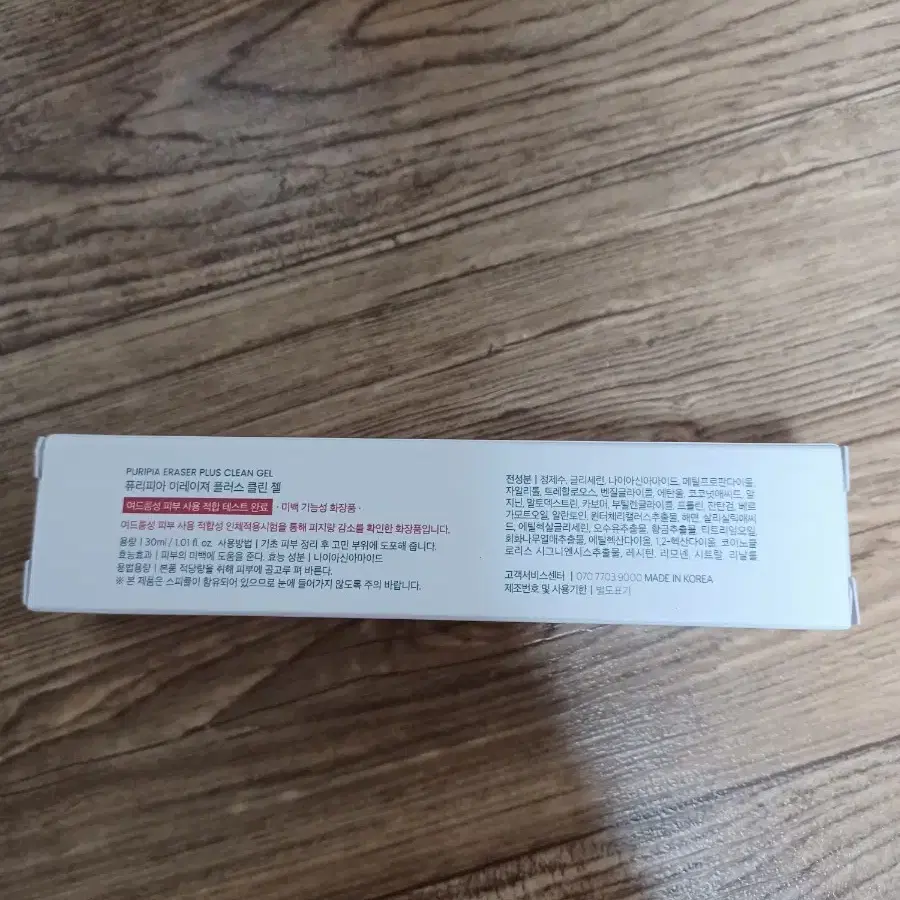 PURIPIA ERASER PLUS CLEAN GEL
퓨리피아 이레이져 플러스 클린 젤
여드름성 피부 사용 적합 테스트 완료 · 미백 기능성 화장품 ·
여드름성 피부 사용 적합성 인체적용시험을 통해 피지량 감소를 확인한 화장품입니다.
용량 | 30ml / 1.01 fl. oz. 사용방법 | 기초 피부 정리 후 고민 부위에 도포해 줍니다.
효능효과 | 피부의 미백에 도움을 준다. 효능 성분 | 나이아신아마이드
용법용량 | 본품 적당량을 취해 피부에 골고루 펴 바른다.
※ 본 제품은 스피큘이 함유되어 있으므로 눈에 들어가지 않도록 주의 바랍니다.
전성분 | 정제수, 글리세린, 나이아신아마이드, 메틸프로판다이올,
자일리톨, 트레할로오스, 벤질글라이콜, 에탄올, 코코넛애씨드, 알
지닌, 말토덱스트린, 카보머, 부틸렌글라이콜, 프롤린, 잔탄검, 베르
가모트오일, 알란토인, 원더체리갤러스추출물, 해면, 살리실릭애씨
드, 에틸헥실글리세린, 오수유추출물, 황금추출물, 티트리잎오일,
회화나무열매추출물, 에틸헥산다이올, 1,2-헥산다이올, 코이노블
로리스 시그니엔시스추출물, 레시틴, 리모넨, 시트랄, 리날룰
고객서비스센터 | 070 7703 9000 MADE IN KOREA
제조번호 및 사용기한 | 별도표기